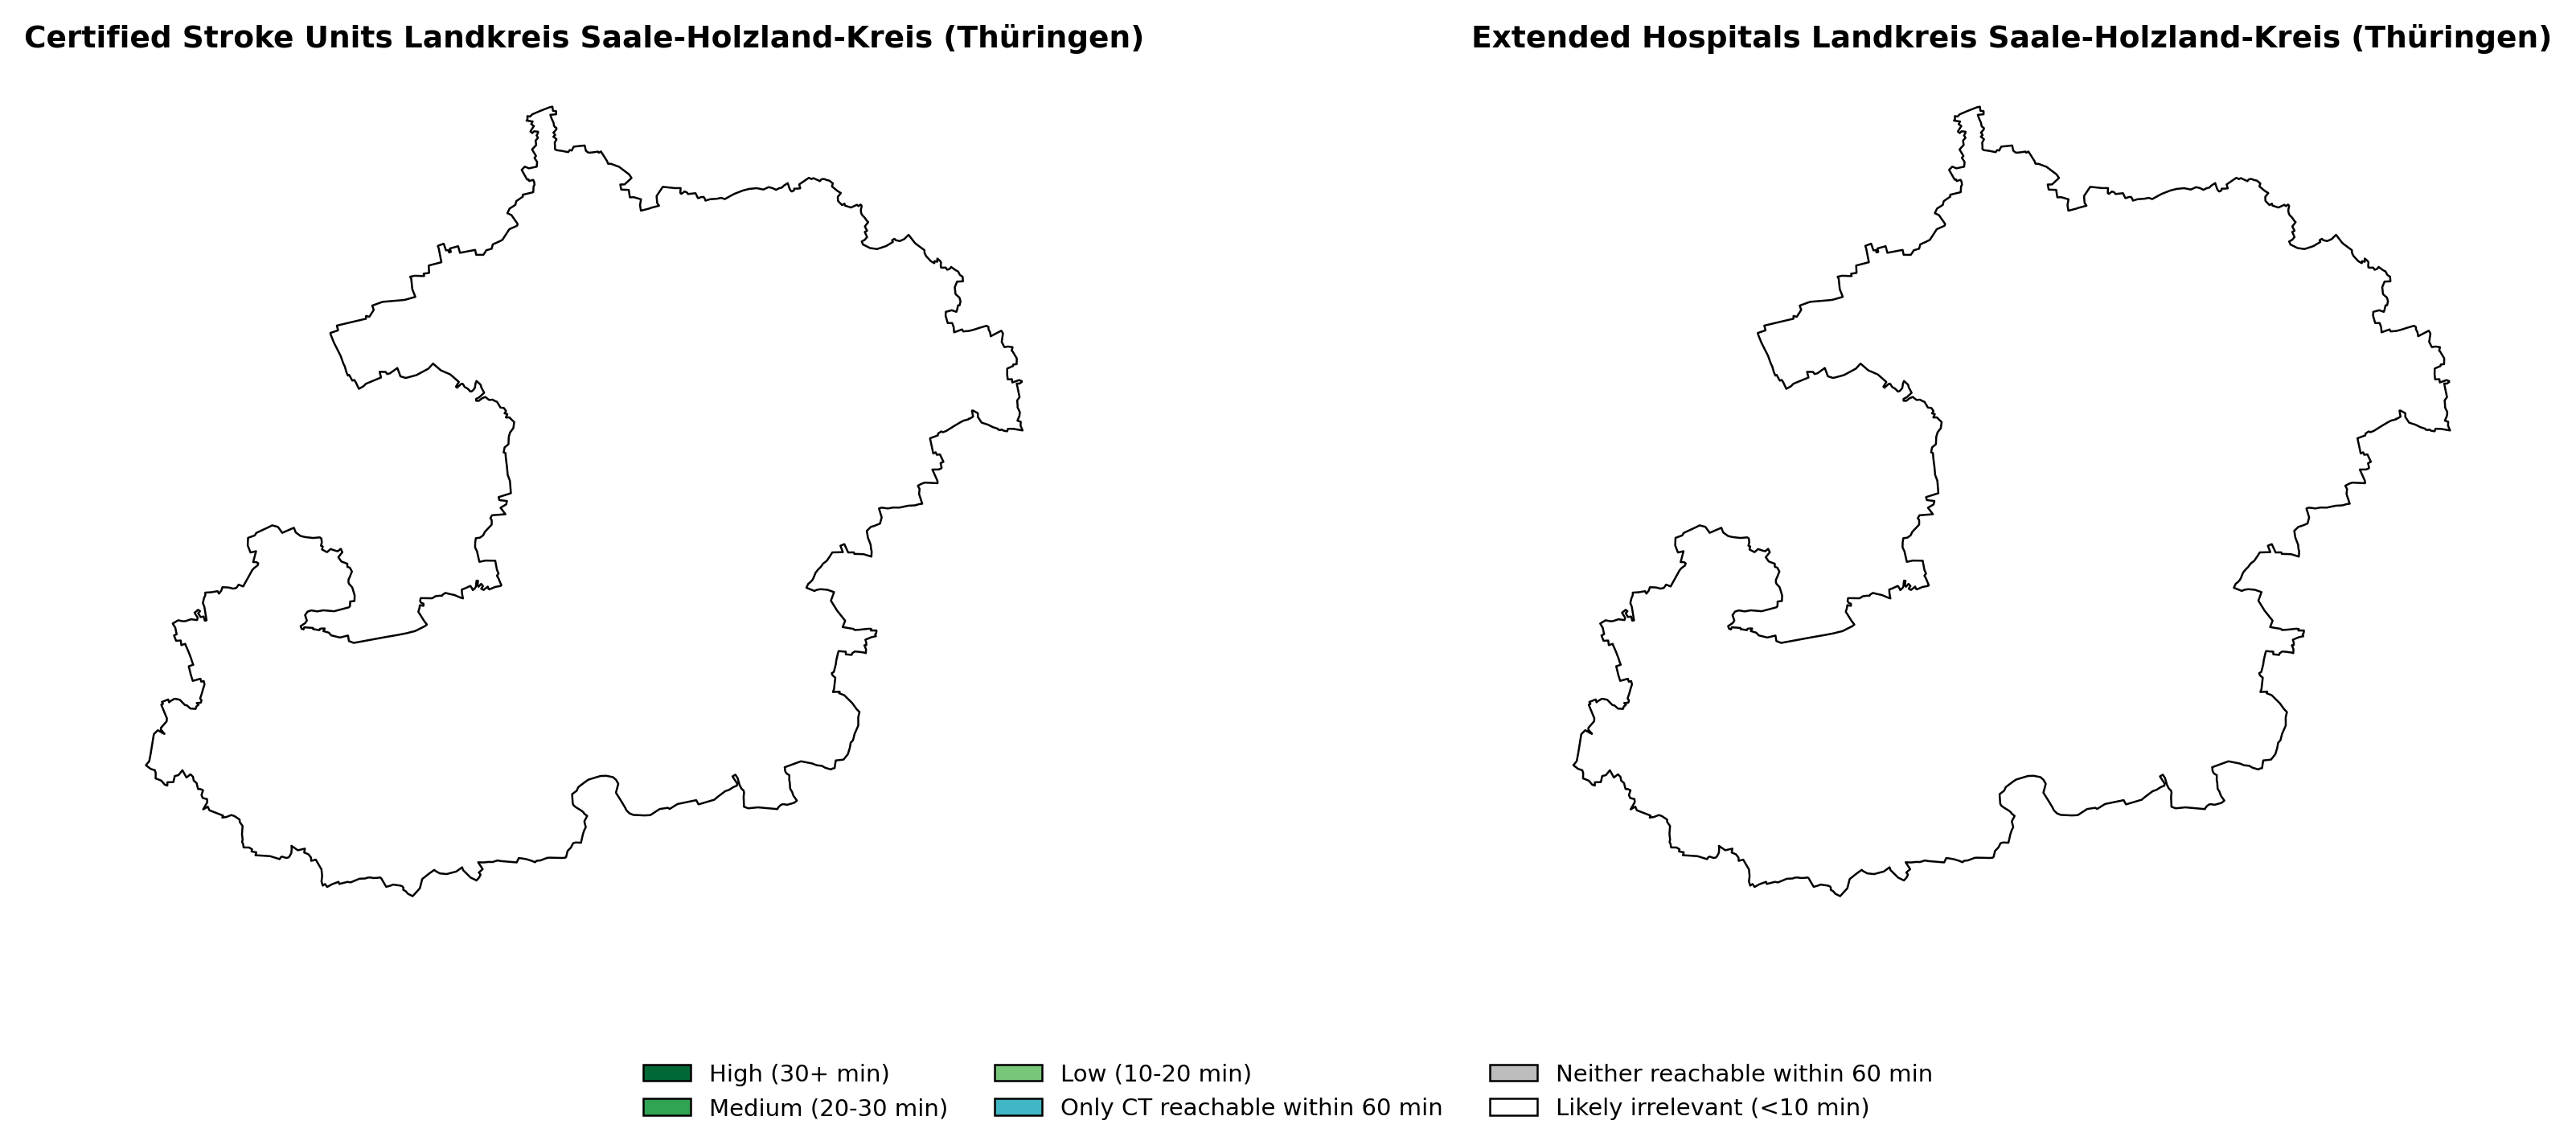 Certified Stroke Units Landkreis Saale-Holzland-Kreis (Thüringen)
Extended Hospitals Landkreis Saale-Holzland-Kreis (Thüringen)
High (30+ min)
Medium (20-30 min)
Low (10-20 min)
Only CT reachable within 60 min
Neither reachable within 60 min
Likely irrelevant (<10 min)